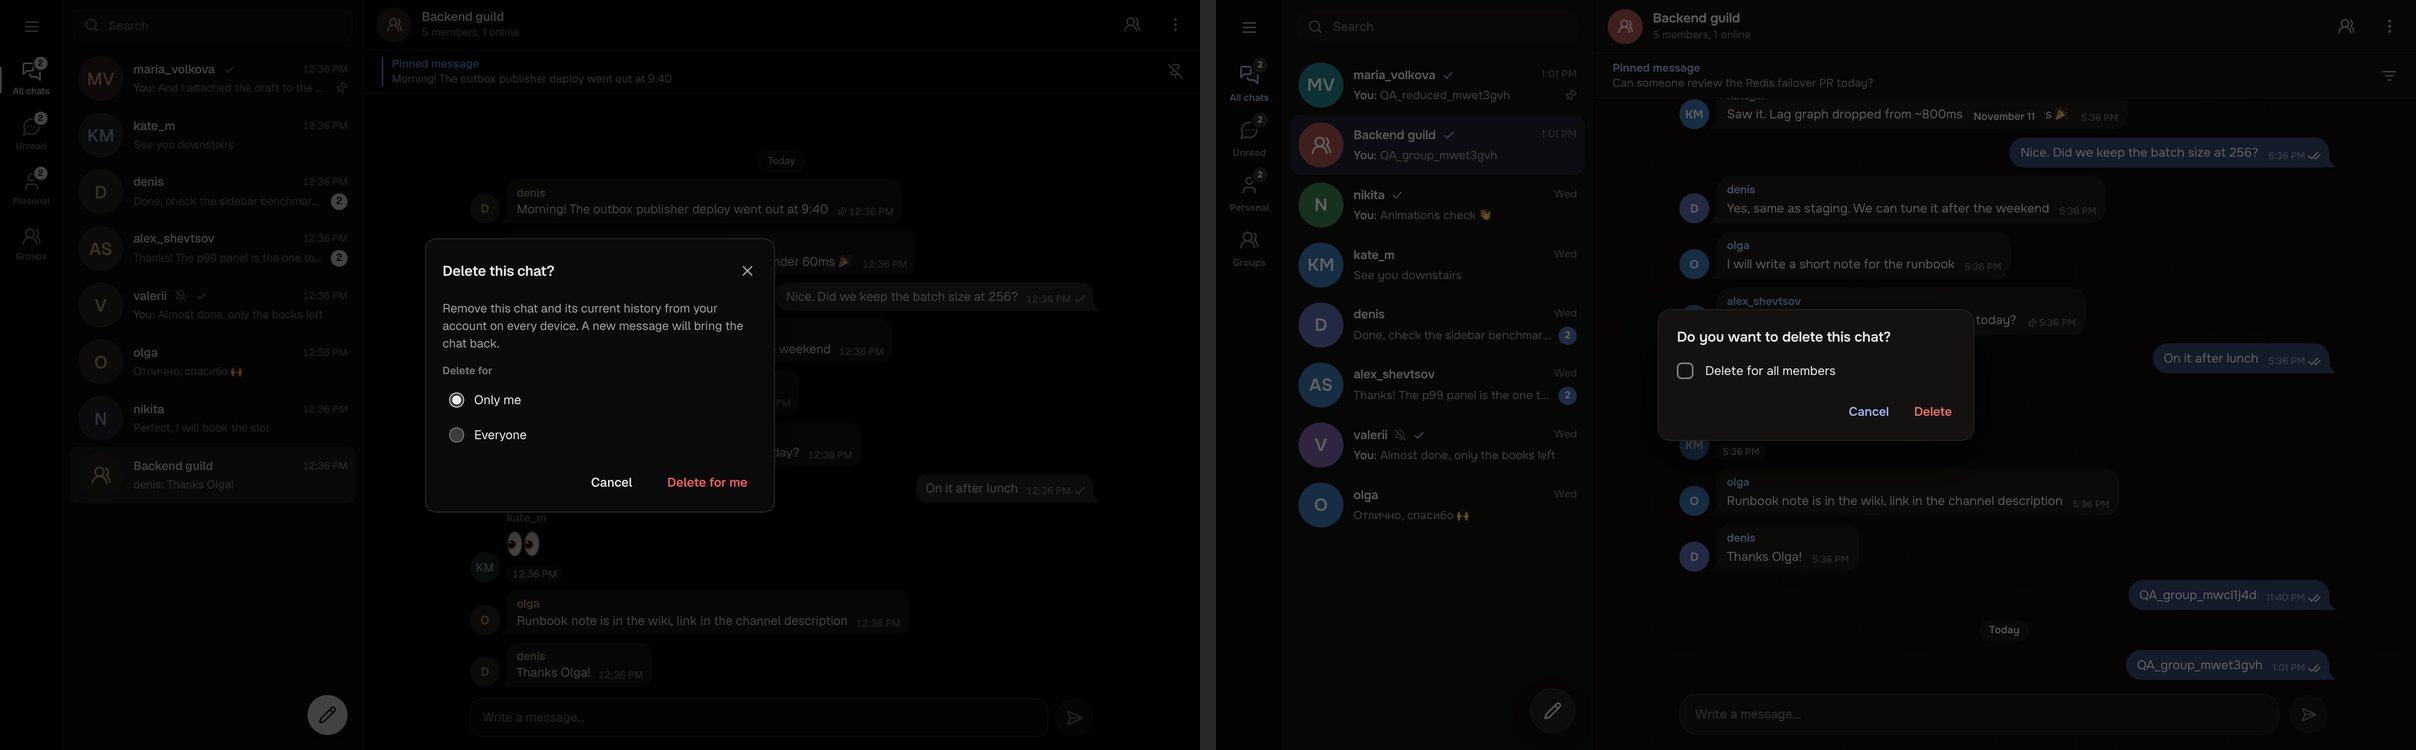 Search
2
All chats
2
Unread
2
Personal
Groups
MV
maria_volkova
12:36 PM
You: And I attached the draft to the ...
KM
kate_m
12:36 PM
See you downstairs
D
denis
12:36 PM
Done, check the sidebar benchmar...
2
AS
alex_shevtsov
12:36 PM
Thanks! The p99 panel is the one to...
2
V
valerii
12:36 PM
You: Almost done, only the books left
O
olga
12:36 PM
Отлично, спасибо 🙌
N
nikita
12:36 PM
Perfect, I will book the slot
Backend guild
12:36 PM
denis: Thanks Olga!
Backend guild
5 members, 1 online
Pinned message
Morning! The outbox publisher deploy went out at 9:40
Today
denis
D
Morning! The outbox publisher deploy went out at 9:40
12:36 PM
nder 60ms 🎉 12:36 PM
Nice. Did we keep the batch size at 256? 12:36 PM
weekend 12:36 PM
PM
day? 12:36 PM
On it after lunch 12:36 PM
Delete this chat?
Remove this chat and its current history from your
account on every device. A new message will bring the
chat back.
Delete for
Only me
Everyone
Cancel
Delete for me
kate_m
👀
KM
12:36 PM
olga
O
Runbook note is in the wiki, link in the channel description 12:36 PM
denis
D
Thanks Olga! 12:36 PM
Write a message...
Search
2
All chats
2
Unread
2
Personal
Groups
MV
maria_volkova
1:01 PM
You: QA_reduced_mwet3gvh
Backend guild
1:01 PM
You: QA_group_mwet3gvh
N
nikita
Wed
You: Animations check 👋
KM
kate_m
Wed
See you downstairs
D
denis
Wed
Done, check the sidebar benchmar...
2
AS
alex_shevtsov
Wed
Thanks! The p99 panel is the one t...
2
V
valerii
Wed
You: Almost done, only the books left
O
olga
Wed
Отлично, спасибо 🙌
Backend guild
5 members, 1 online
Pinned message
Can someone review the Redis failover PR today?
KM
Saw it. Lag graph dropped from ~800ms
November 11
s 🎉 5:36 PM
Nice. Did we keep the batch size at 256? 5:36 PM
denis
D
Yes, same as staging. We can tune it after the weekend 5:36 PM
olga
O
I will write a short note for the runbook 5:36 PM
alex_shevtsov
today? 5:36 PM
On it after lunch 5:36 PM
Do you want to delete this chat?
Delete for all members
Cancel
Delete
KM
5:36 PM
olga
O
Runbook note is in the wiki, link in the channel description 5:36 PM
denis
D
Thanks Olga! 5:36 PM
QA_group_mwcl1j4d 11:40 PM
Today
QA_group_mwet3gvh 1:01 PM
Write a message...